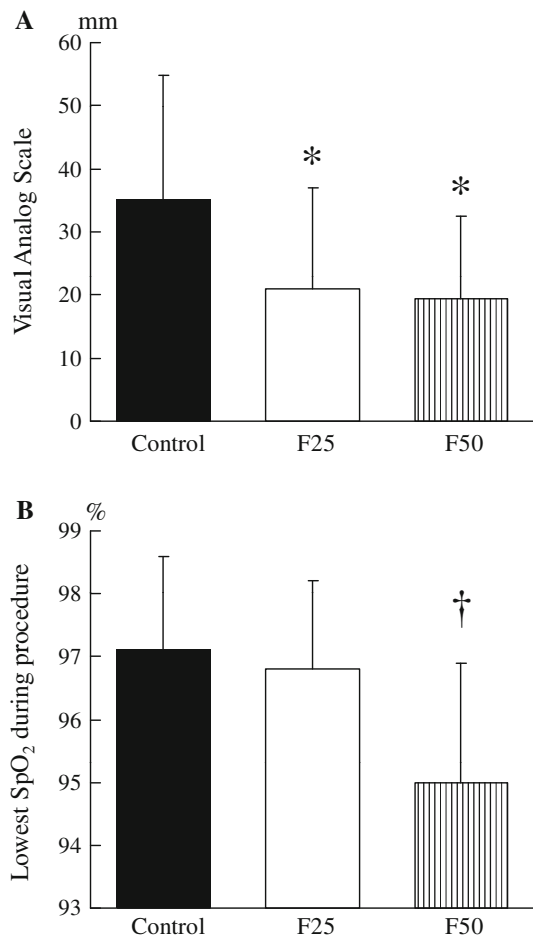 A mm
Visual Analog Scale
60
50
40
30
20
10
0
*
*
Control F25 F50
B %
Lowest SpO₂ during procedure
99
98
97
96
95
94
93
†
Control F25 F50